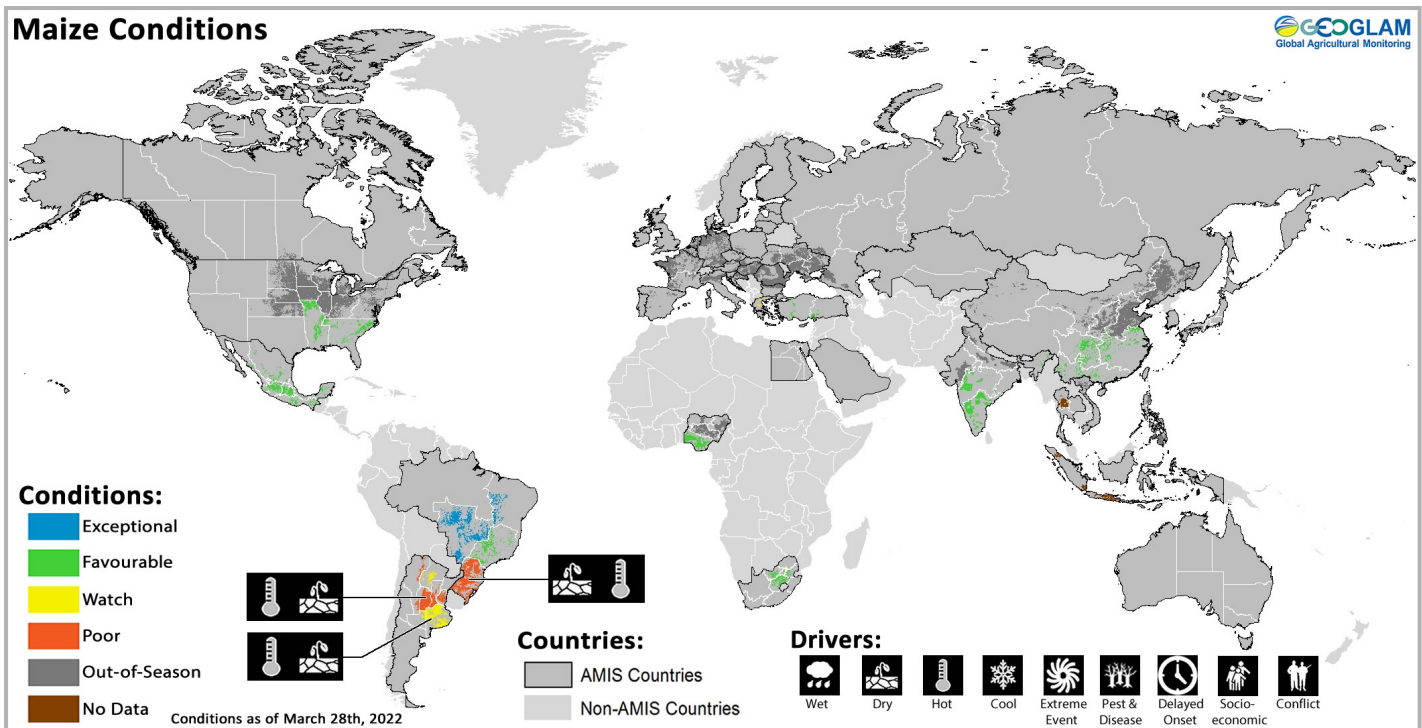 Maize Conditions
GEOGLAM
Global Agricultural Monitoring
Conditions:
Exceptional
Favourable
Watch
Poor
Out-of-Season
No Data
Conditions as of March 28th, 2022
Countries:
AMIS Countries
Non-AMIS Countries
Drivers:
Wet
Dry
Hot
Cool
Extreme
Event
Pest &
Disease
Delayed
Onset
Socio-
economic
Conflict